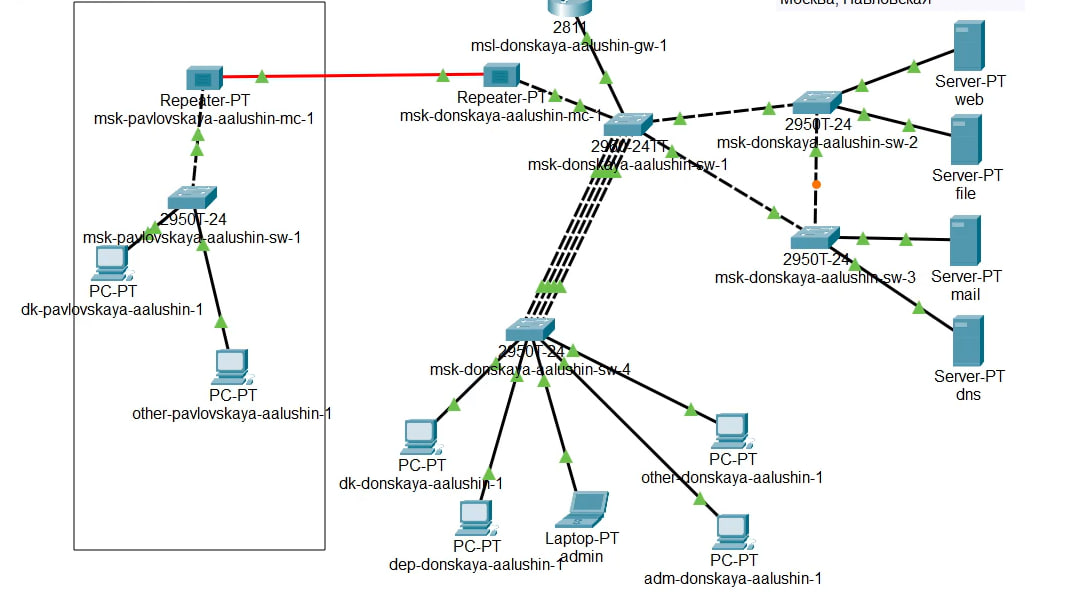 Москва, Павловская
2811
msl-donskaya-aalushin-gw-1
Repeater-PT
msk-pavlovskaya-aalushin-mc-1
Repeater-PT
msk-donskaya-aalushin-mc-1
2960-24TT
msk-donskaya-aalushin-sw-1
2950T-24
msk-donskaya-aalushin-sw-2
Server-PT
web
Server-PT
file
2950T-24
msk-pavlovskaya-aalushin-sw-1
PC-PT
dk-pavlovskaya-aalushin-1
PC-PT
other-pavlovskaya-aalushin-1
2950T-24
msk-donskaya-aalushin-sw-3
Server-PT
mail
Server-PT
dns
2950T-24
msk-donskaya-aalushin-sw-4
PC-PT
dk-donskaya-aalushin-1
PC-PT
other-donskaya-aalushin-1
PC-PT
dep-donskaya-aalushin-1
Laptop-PT
admin
PC-PT
adm-donskaya-aalushin-1